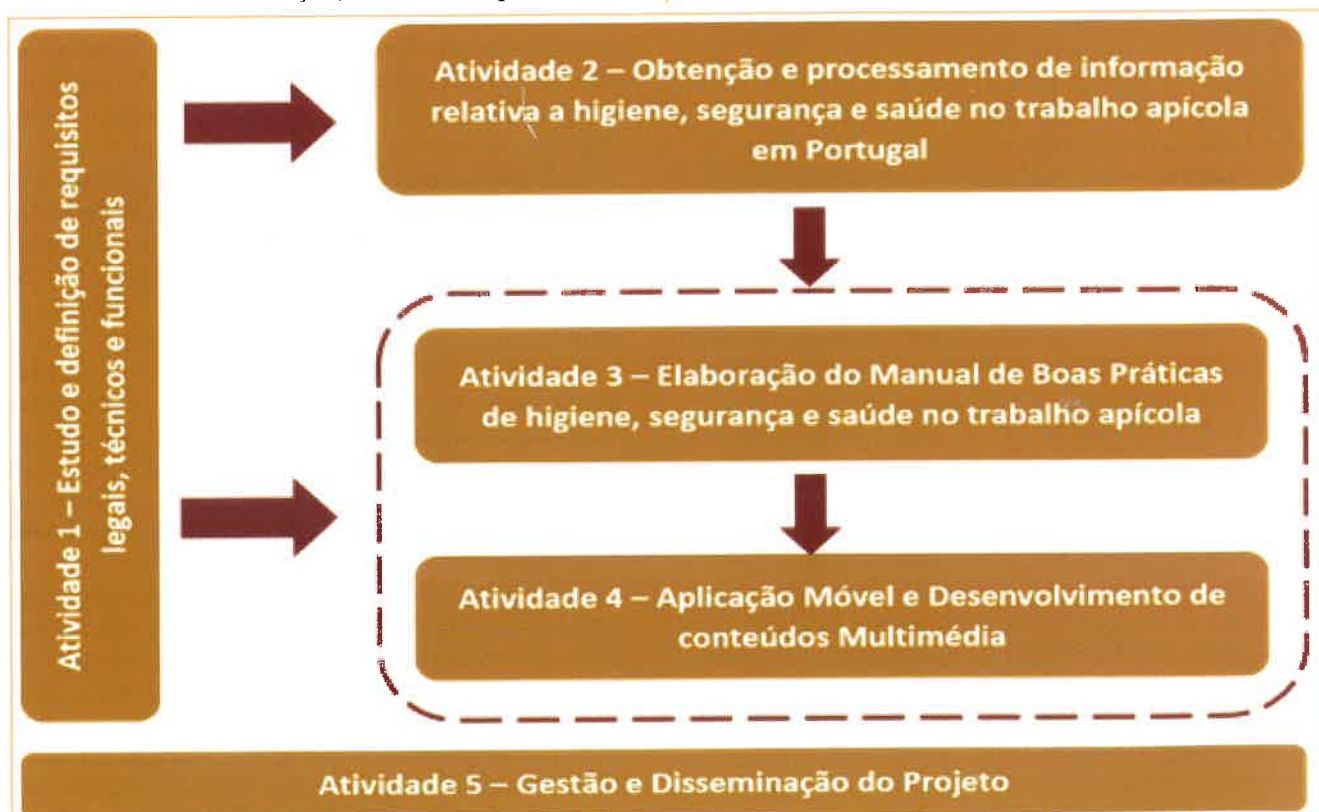 Atividade 1 – Estudo e definição de requisitos
legais, técnicos e funcionais
Atividade 2 – Obtenção e processamento de informação
relativa a higiene, segurança e saúde no trabalho apícola
em Portugal
Atividade 3 – Elaboração do Manual de Boas Práticas
de higiene, segurança e saúde no trabalho apícola
Atividade 4 – Aplicação Móvel e Desenvolvimento de
conteúdos Multimédia
Atividade 5 – Gestão e Disseminação do Projeto